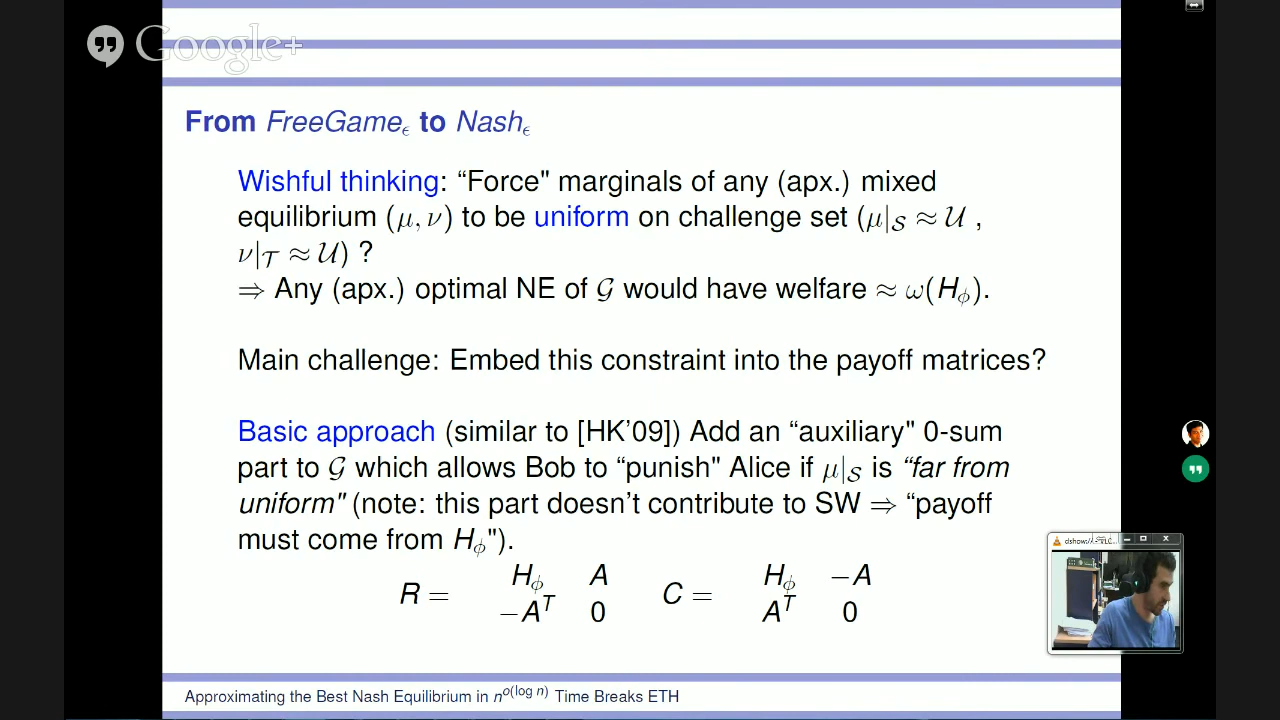 Google+
From FreeGame_ϵ to Nash_ϵ
Wishful thinking: “Force" marginals of any (apx.) mixed
equilibrium (μ, ν) to be uniform on challenge set (μ|_𝒮 ≈ 𝒰 ,
ν|_𝒯 ≈ 𝒰) ?
⇒ Any (apx.) optimal NE of 𝒢 would have welfare ≈ ω(H_ϕ).
Main challenge: Embed this constraint into the payoff matrices?
Basic approach (similar to [HK’09]) Add an “auxiliary" 0-sum
part to 𝒢 which allows Bob to “punish" Alice if μ|_𝒮 is “far from
uniform" (note: this part doesn’t contribute to SW ⇒ “payoff
must come from H_ϕ").
R = H_ϕ A −A^T 0 C = H_ϕ −A A^T 0
dshow:// - VLC...
Approximating the Best Nash Equilibrium in n^{o(log n)} Time Breaks ETH